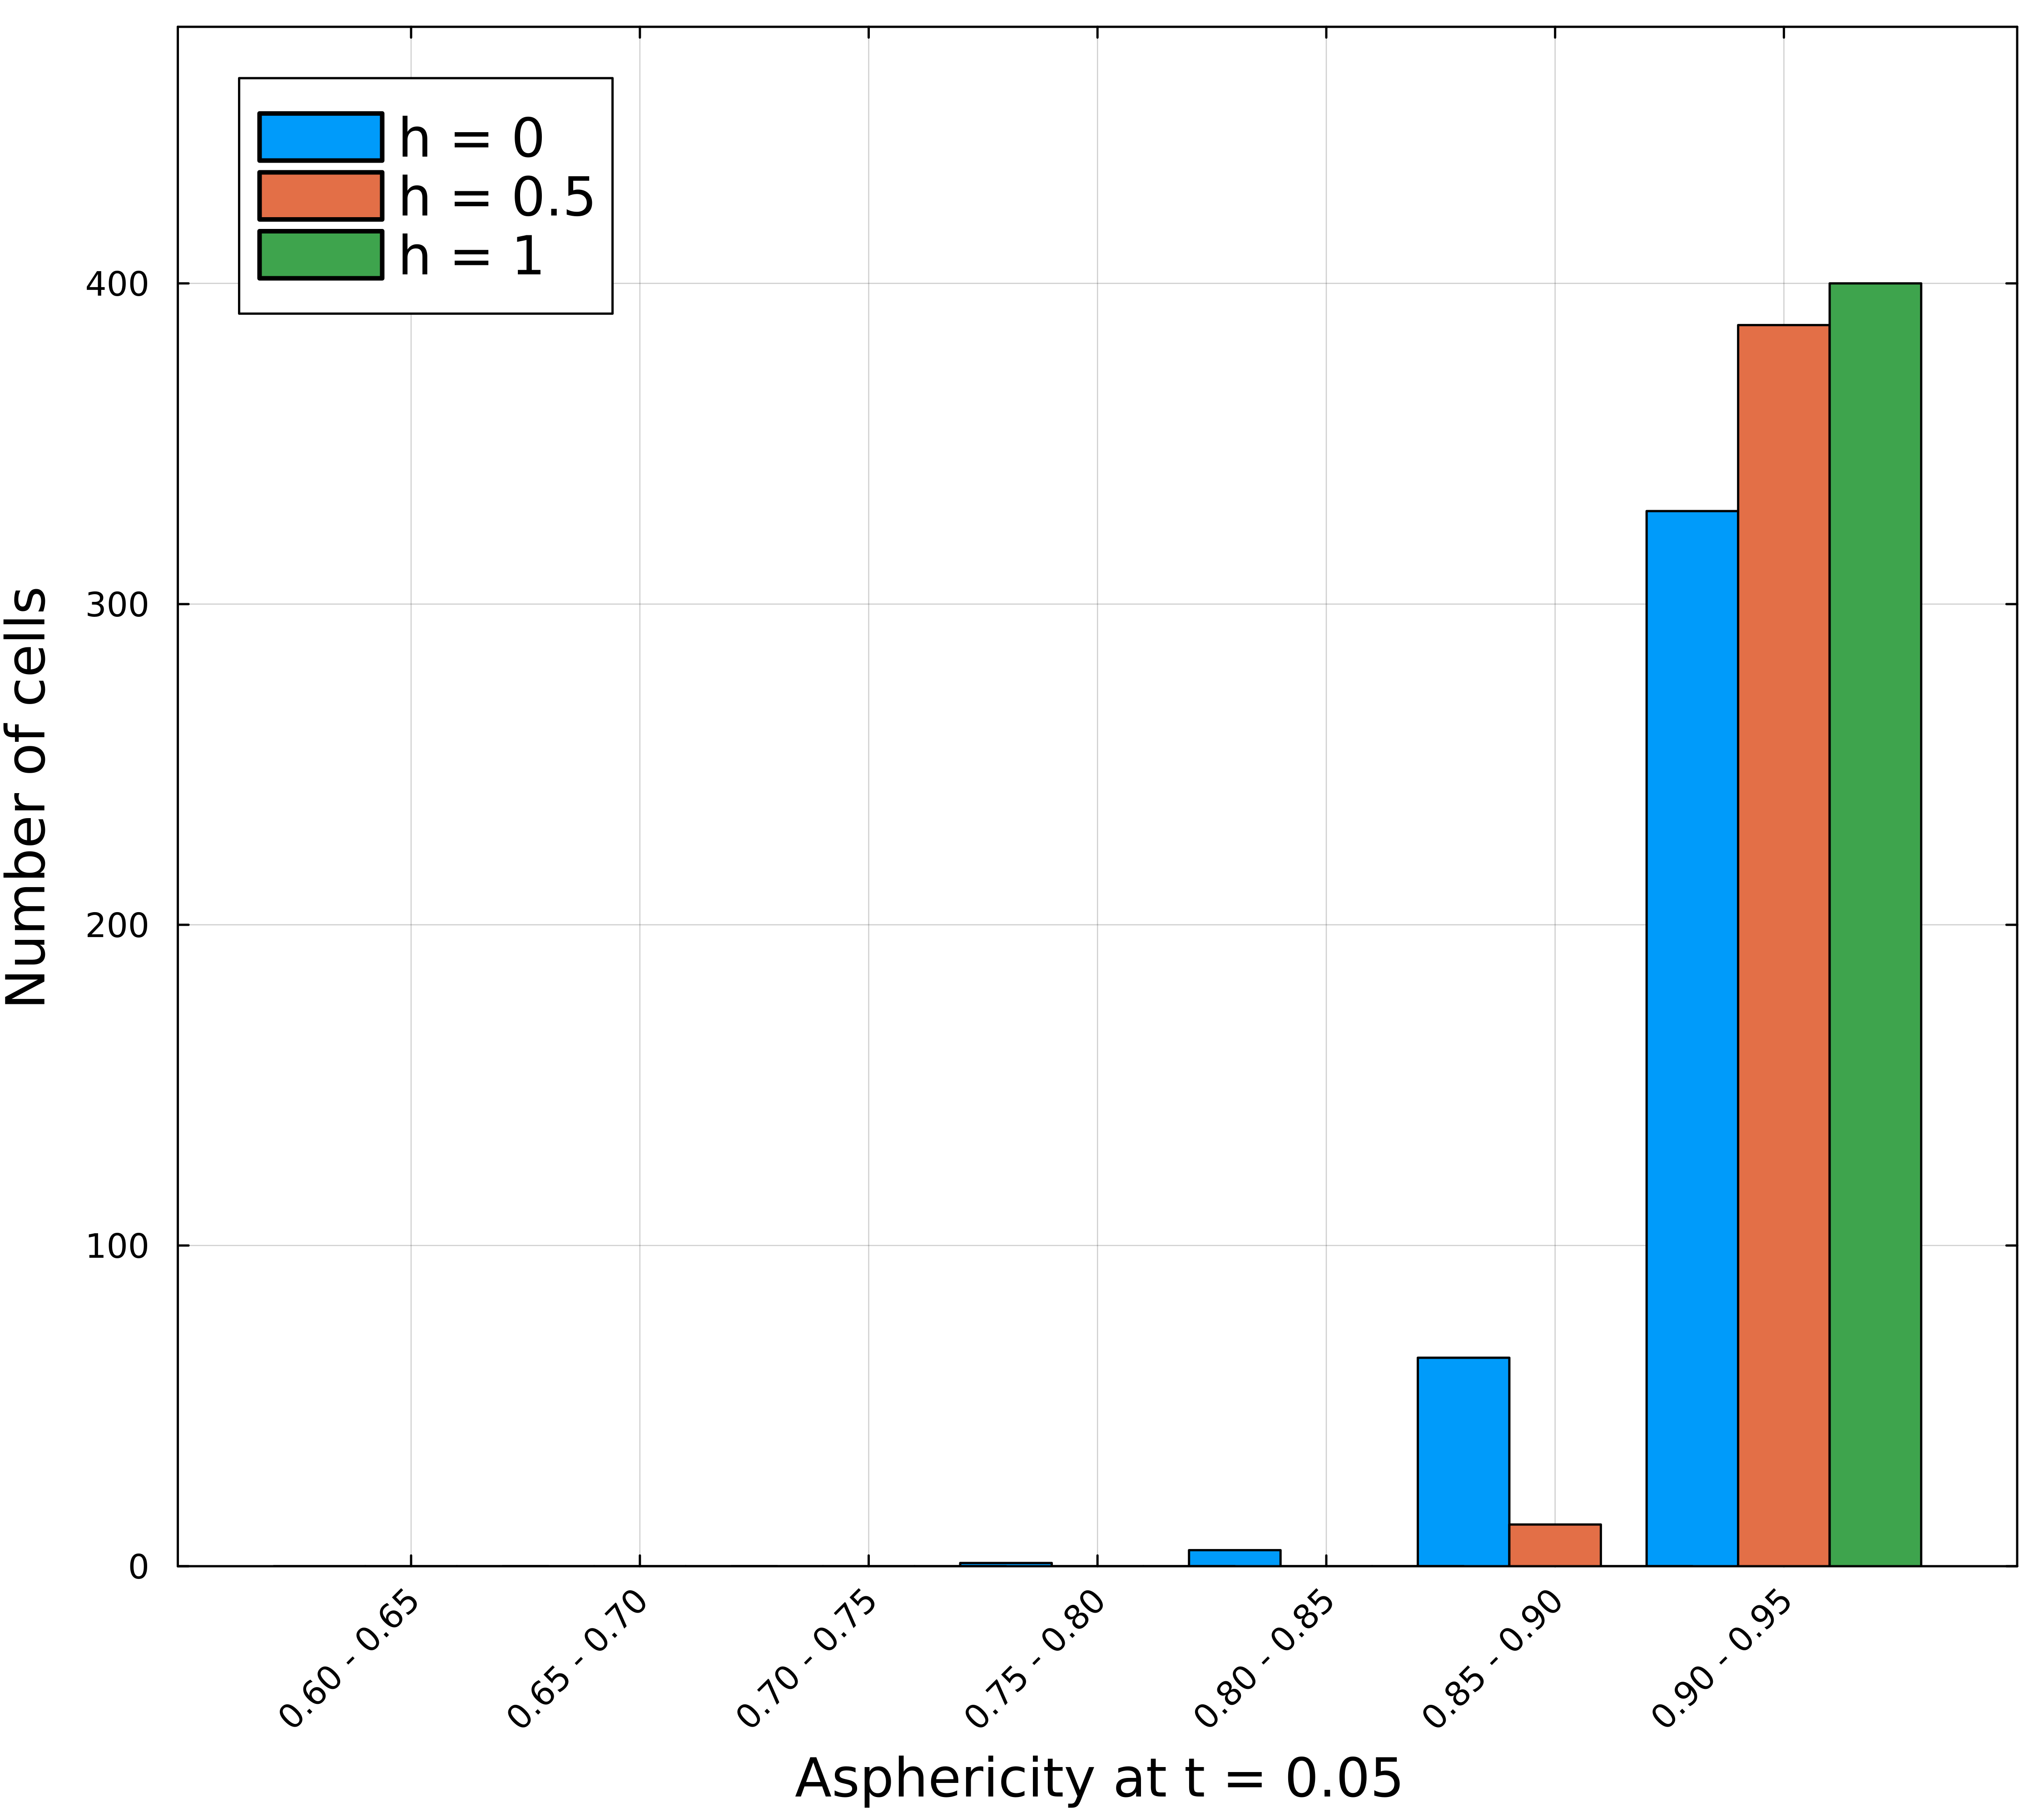 h = 0
h = 0.5
h = 1
400
300
200
100
0
Number of cells
0.60 - 0.65
0.65 - 0.70
0.70 - 0.75
0.75 - 0.80
0.80 - 0.85
0.85 - 0.90
0.90 - 0.95
Asphericity at t = 0.05